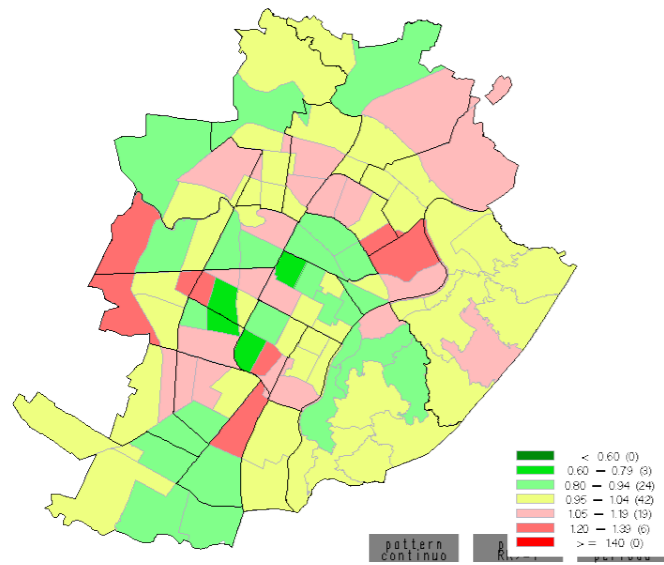 < 0.60 (0)
0.60 – 0.79 (3)
0.80 – 0.94 (24)
0.95 – 1.04 (42)
1.05 – 1.19 (19)
1.20 – 1.39 (6)
>= 1.40 (0)
pattern
continuo